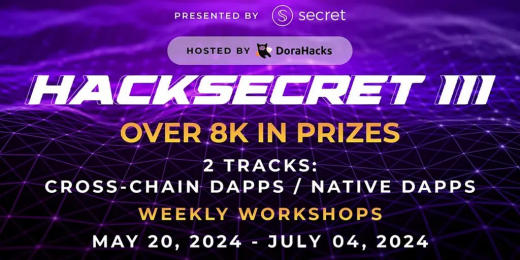 PRESENTED BY secret
HOSTED BY DoraHacks
HACKSECRET III
OVER 8K IN PRIZES
2 TRACKS:
CROSS-CHAIN DAPPS / NATIVE DAPPS
WEEKLY WORKSHOPS
MAY 20, 2024 - JULY 04, 2024